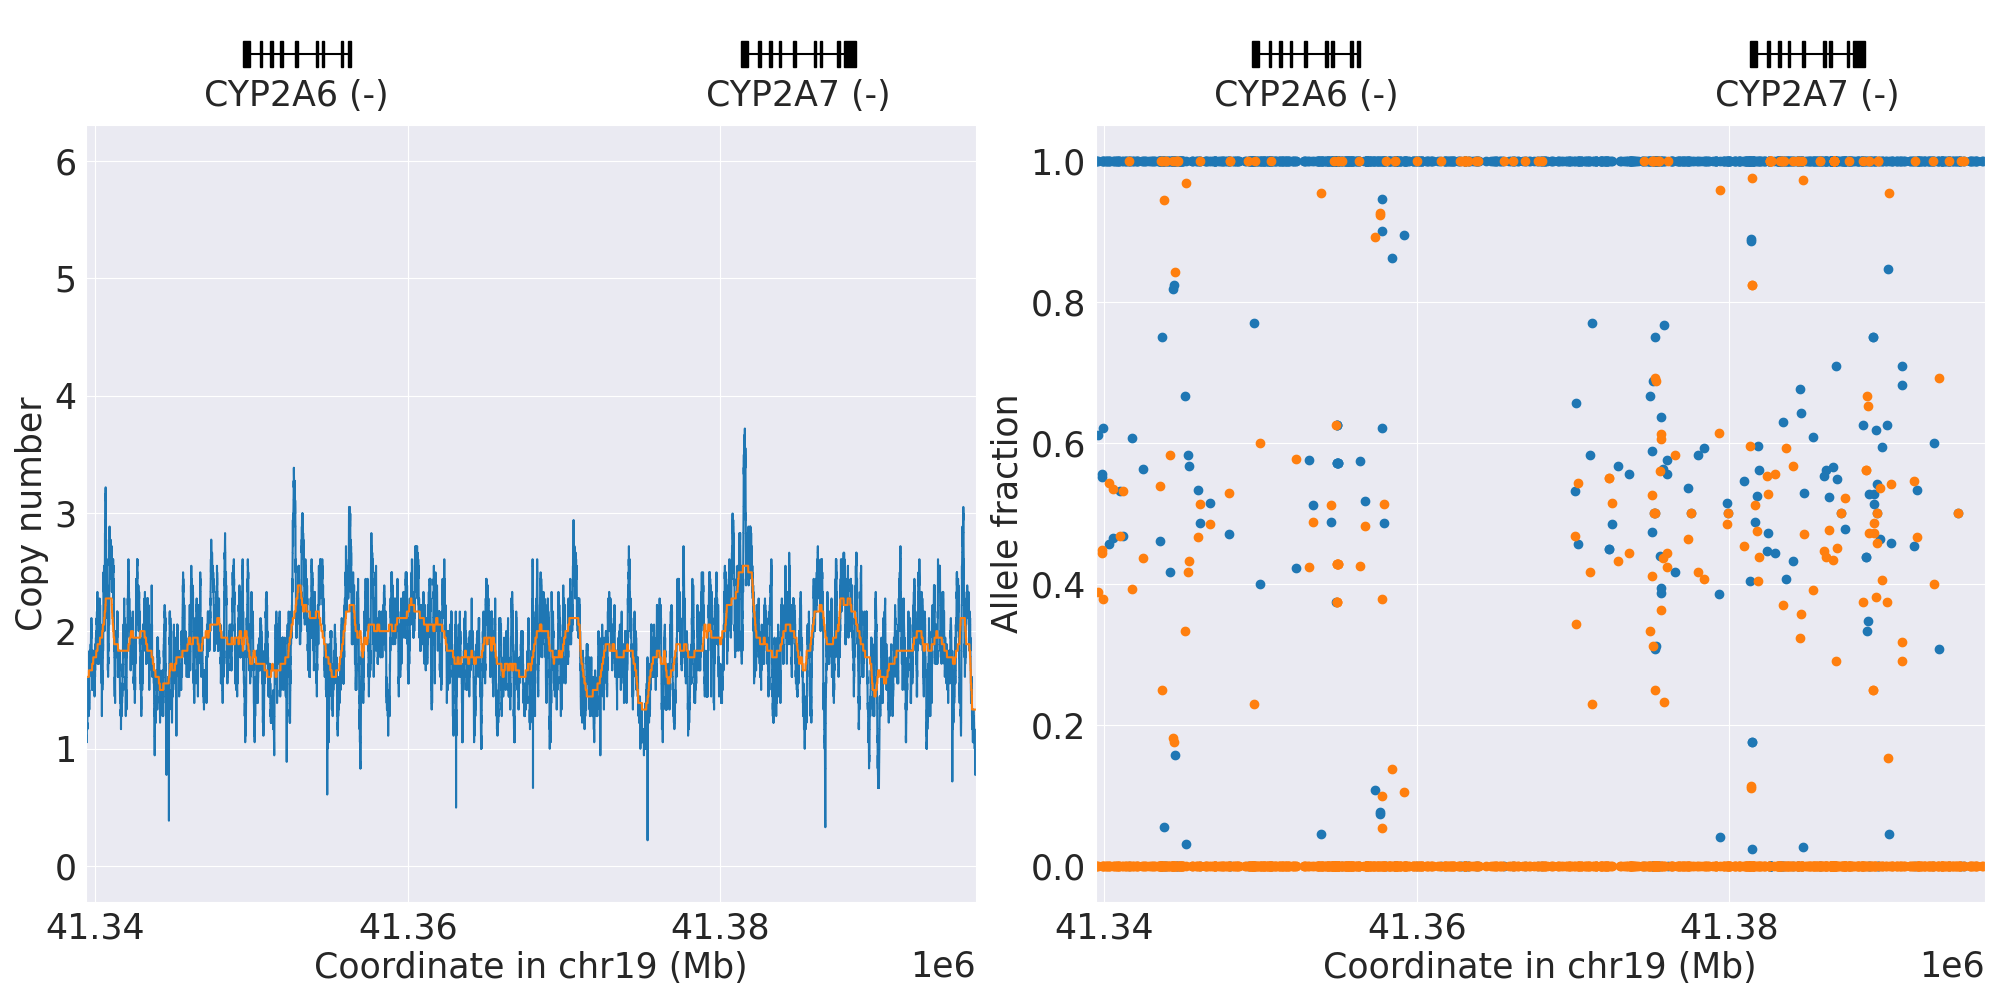 CYP2A6 (-)
CYP2A7 (-)
6
5
4
3
2
1
0
Copy number
41.34
41.36
41.38
Coordinate in chr19 (Mb)
1e6
CYP2A6 (-)
CYP2A7 (-)
1.0
0.8
0.6
0.4
0.2
0.0
Allele fraction
41.34
41.36
41.38
Coordinate in chr19 (Mb)
1e6